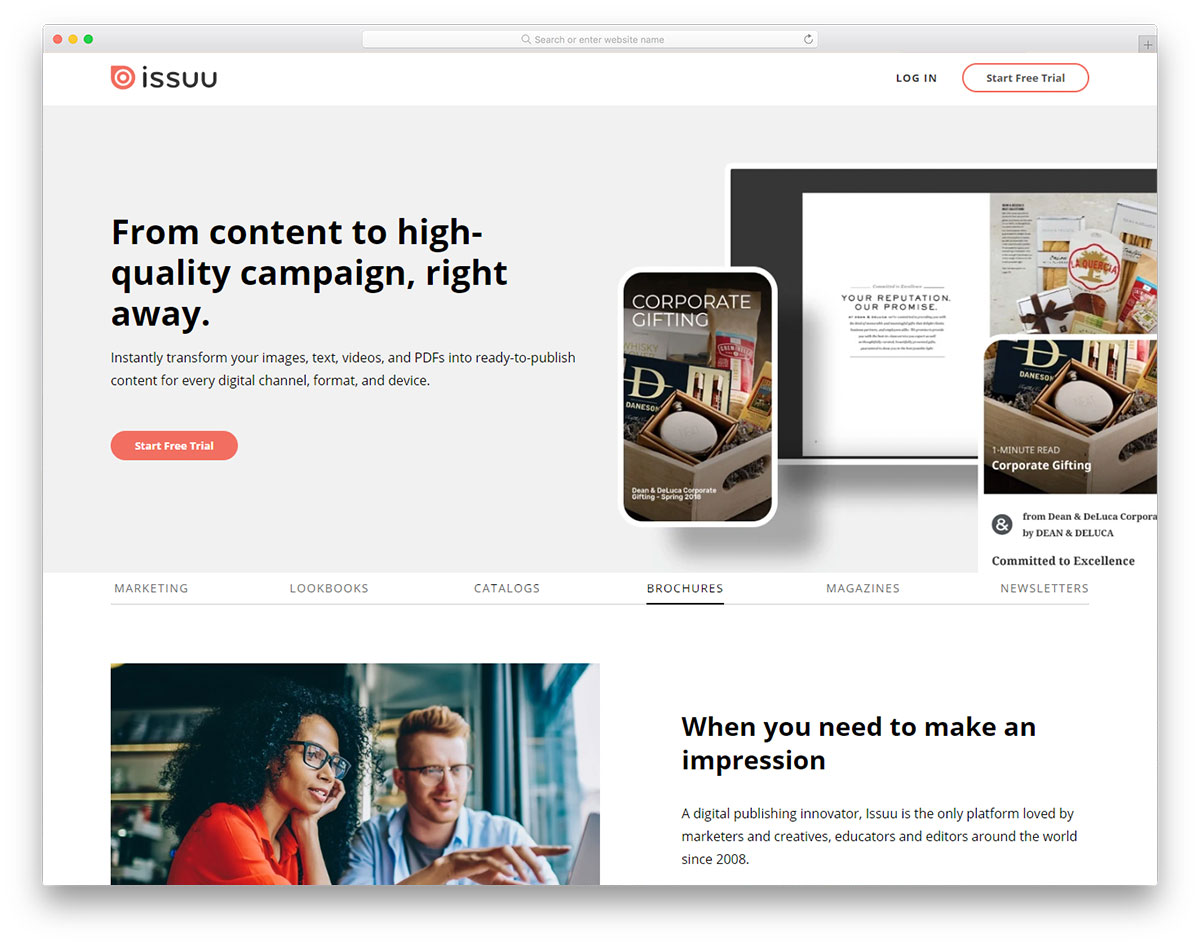 Search or enter website name
issuu
LOG IN
Start Free Trial
From content to high-
quality campaign, right
away.
Instantly transform your images, text, videos, and PDFs into ready-to-publish
content for every digital channel, format, and device.
Start Free Trial
CORPORATE
GIFTING
DANESON
Dean & DeLuca Corporate
Gifting - Spring 2018
Committed to Excellence
YOUR REPUTATION.
OUR PROMISE.
LA QUERCIA
DANESON
1-MINUTE READ
Corporate Gifting
&
from Dean & DeLuca Corpora
by DEAN & DELUCA
Committed to Excellence
MARKETING
LOOKBOOKS
CATALOGS
BROCHURES
MAGAZINES
NEWSLETTERS
When you need to make an
impression
A digital publishing innovator, Issuu is the only platform loved by
marketers and creatives, educators and editors around the world
since 2008.